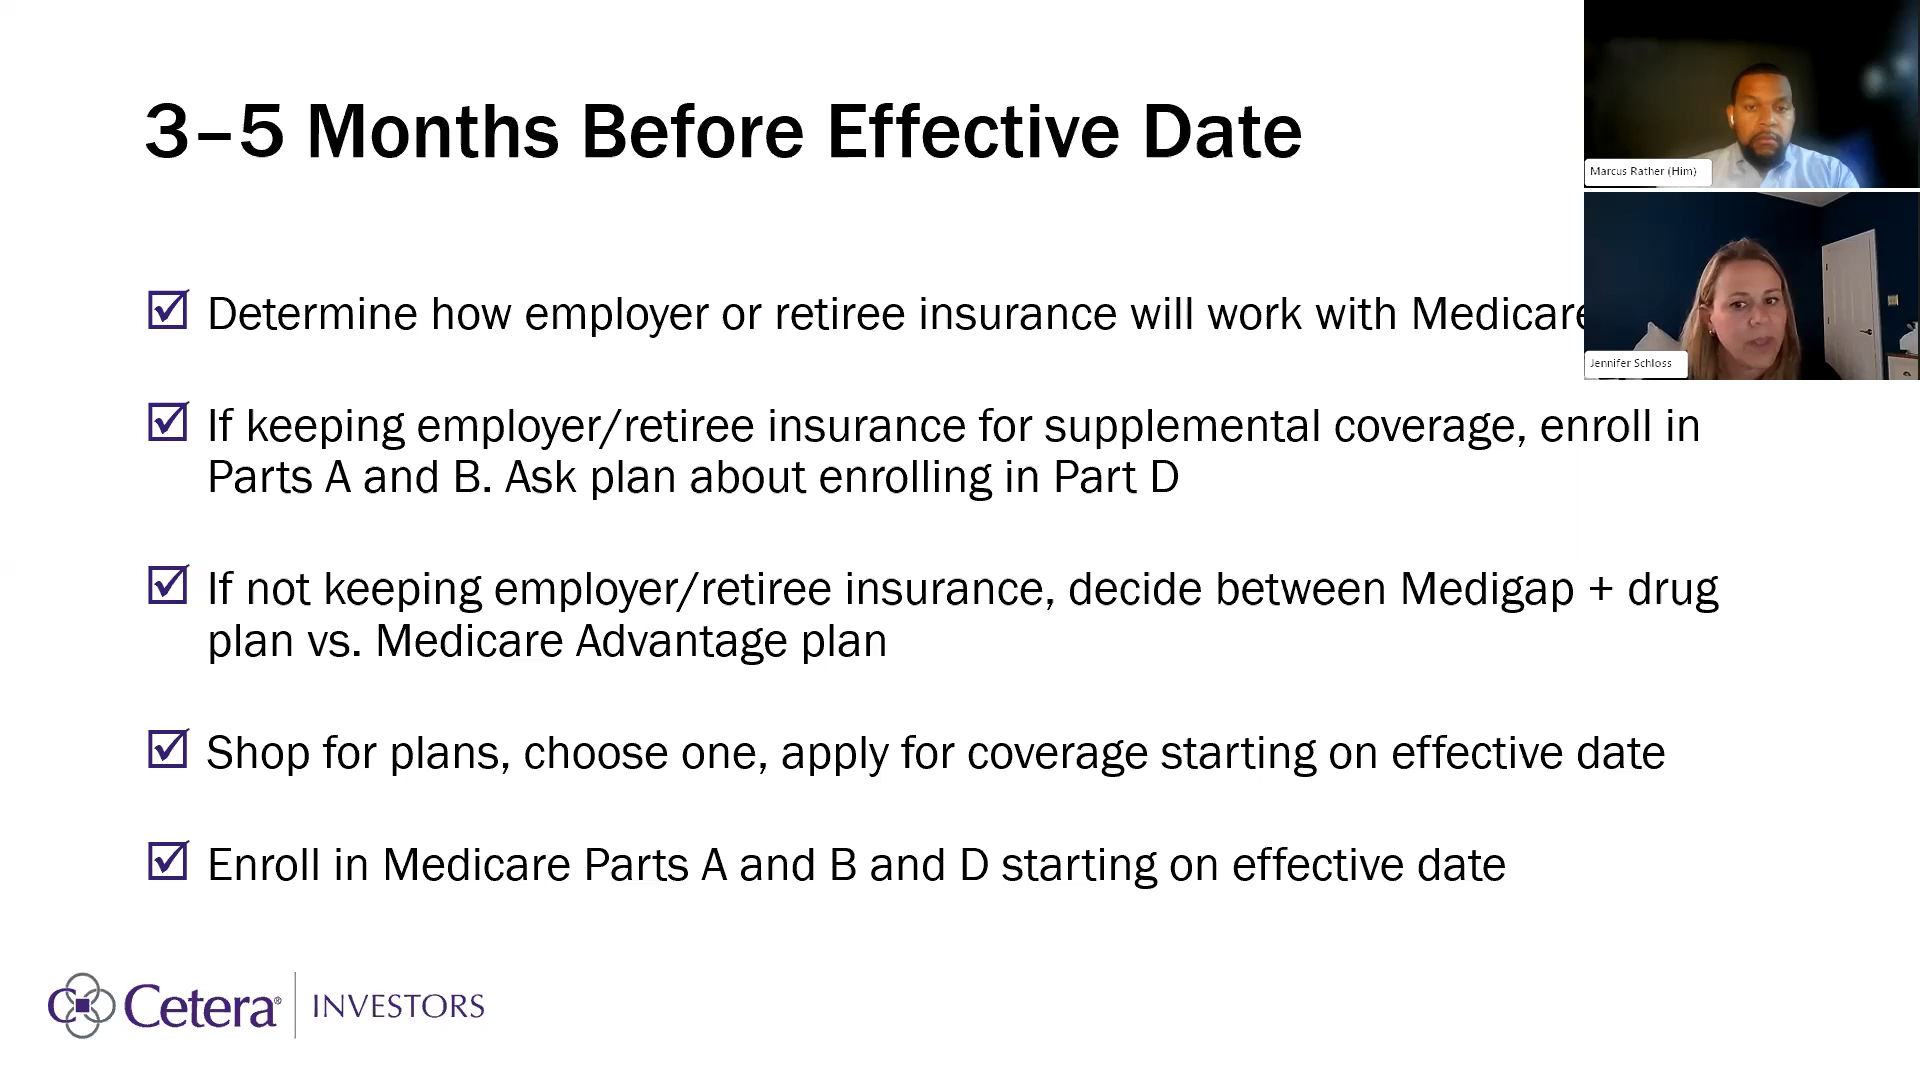 3–5 Months Before Effective Date
Marcus Rather (Him)
Determine how employer or retiree insurance will work with Medicare
Jennifer Schloss
If keeping employer/retiree insurance for supplemental coverage, enroll in
Parts A and B. Ask plan about enrolling in Part D
If not keeping employer/retiree insurance, decide between Medigap + drug
plan vs. Medicare Advantage plan
Shop for plans, choose one, apply for coverage starting on effective date
Enroll in Medicare Parts A and B and D starting on effective date
Cetera® | INVESTORS